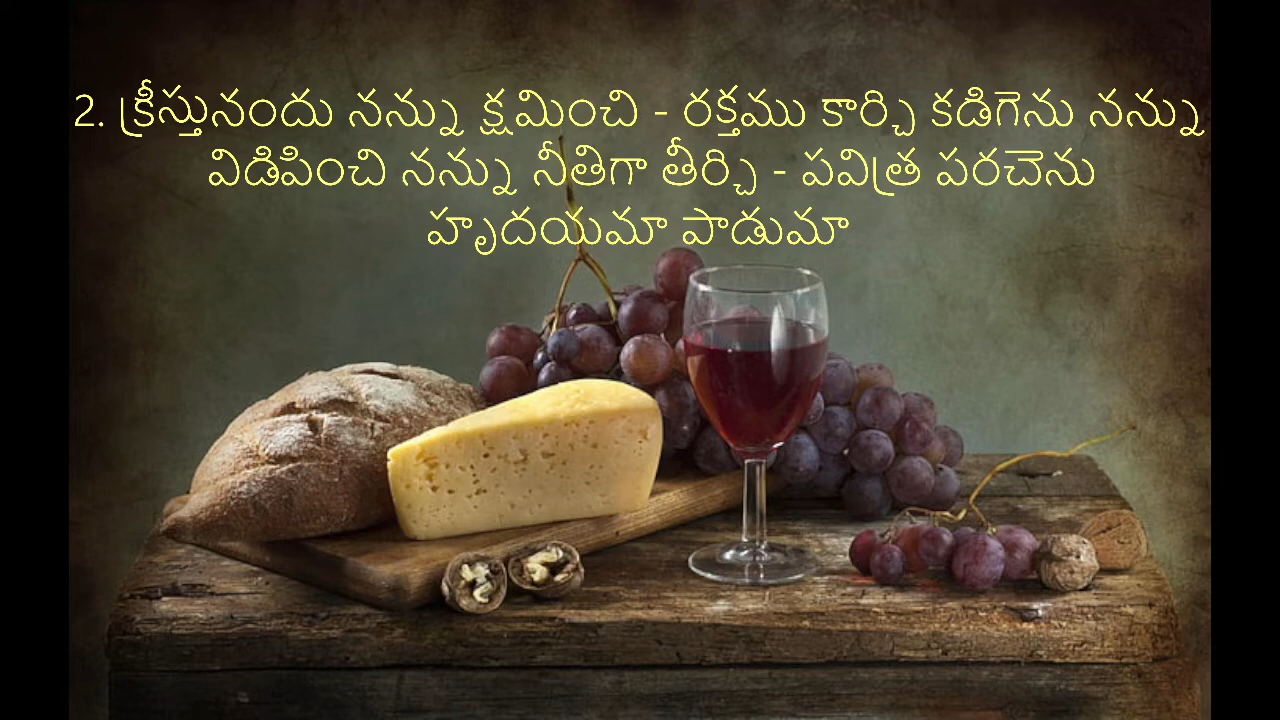 2. క్రీస్తునందు నన్ను క్షమించి - రక్తము కార్చి కడిగెను నన్ను
విడిపించి నన్ను నీతిగా తీర్చి - పవిత్ర పరచెను
హృదయమా పాడుమా